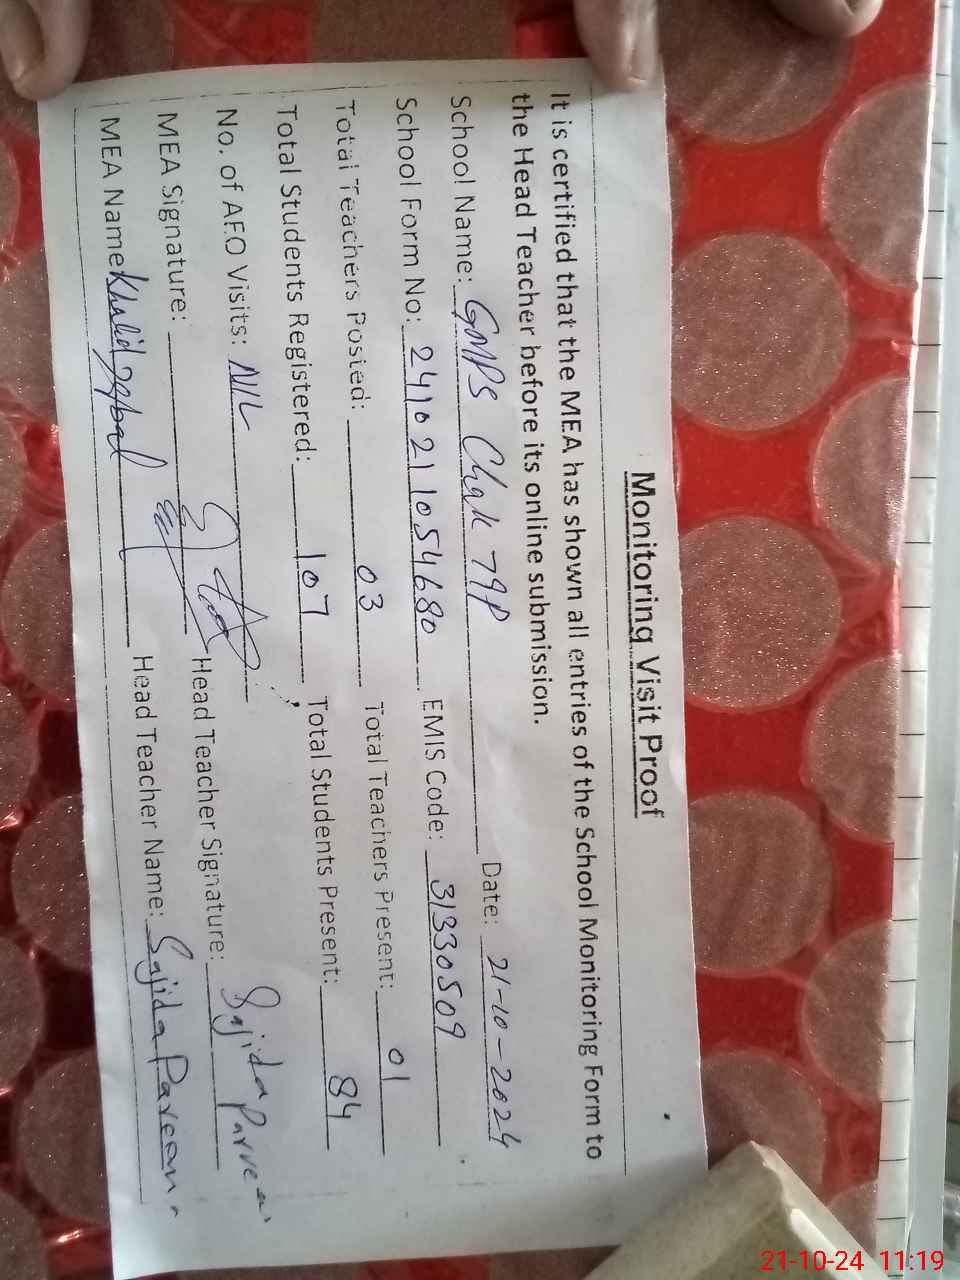 Monitoring Visit Proof
It is certified that the MEA has shown all entries of the School Monitoring Form to
the Head Teacher before its online submission.
School Name: GMPS Chak 79P Date: 21-10-2024
School Form No: 241021054680 EMIS Code: 31330509
Total Teachers Posted: 03 Total Teachers Present: 01
Total Students Registered: 107 Total Students Present: 84
No. of AEO Visits: NIL
MEA Signature: Head Teacher Signature: Sajida Parveen
MEA Name Khalid Iqbal Head Teacher Name: Sajida Parveen
21-10-24 11:19